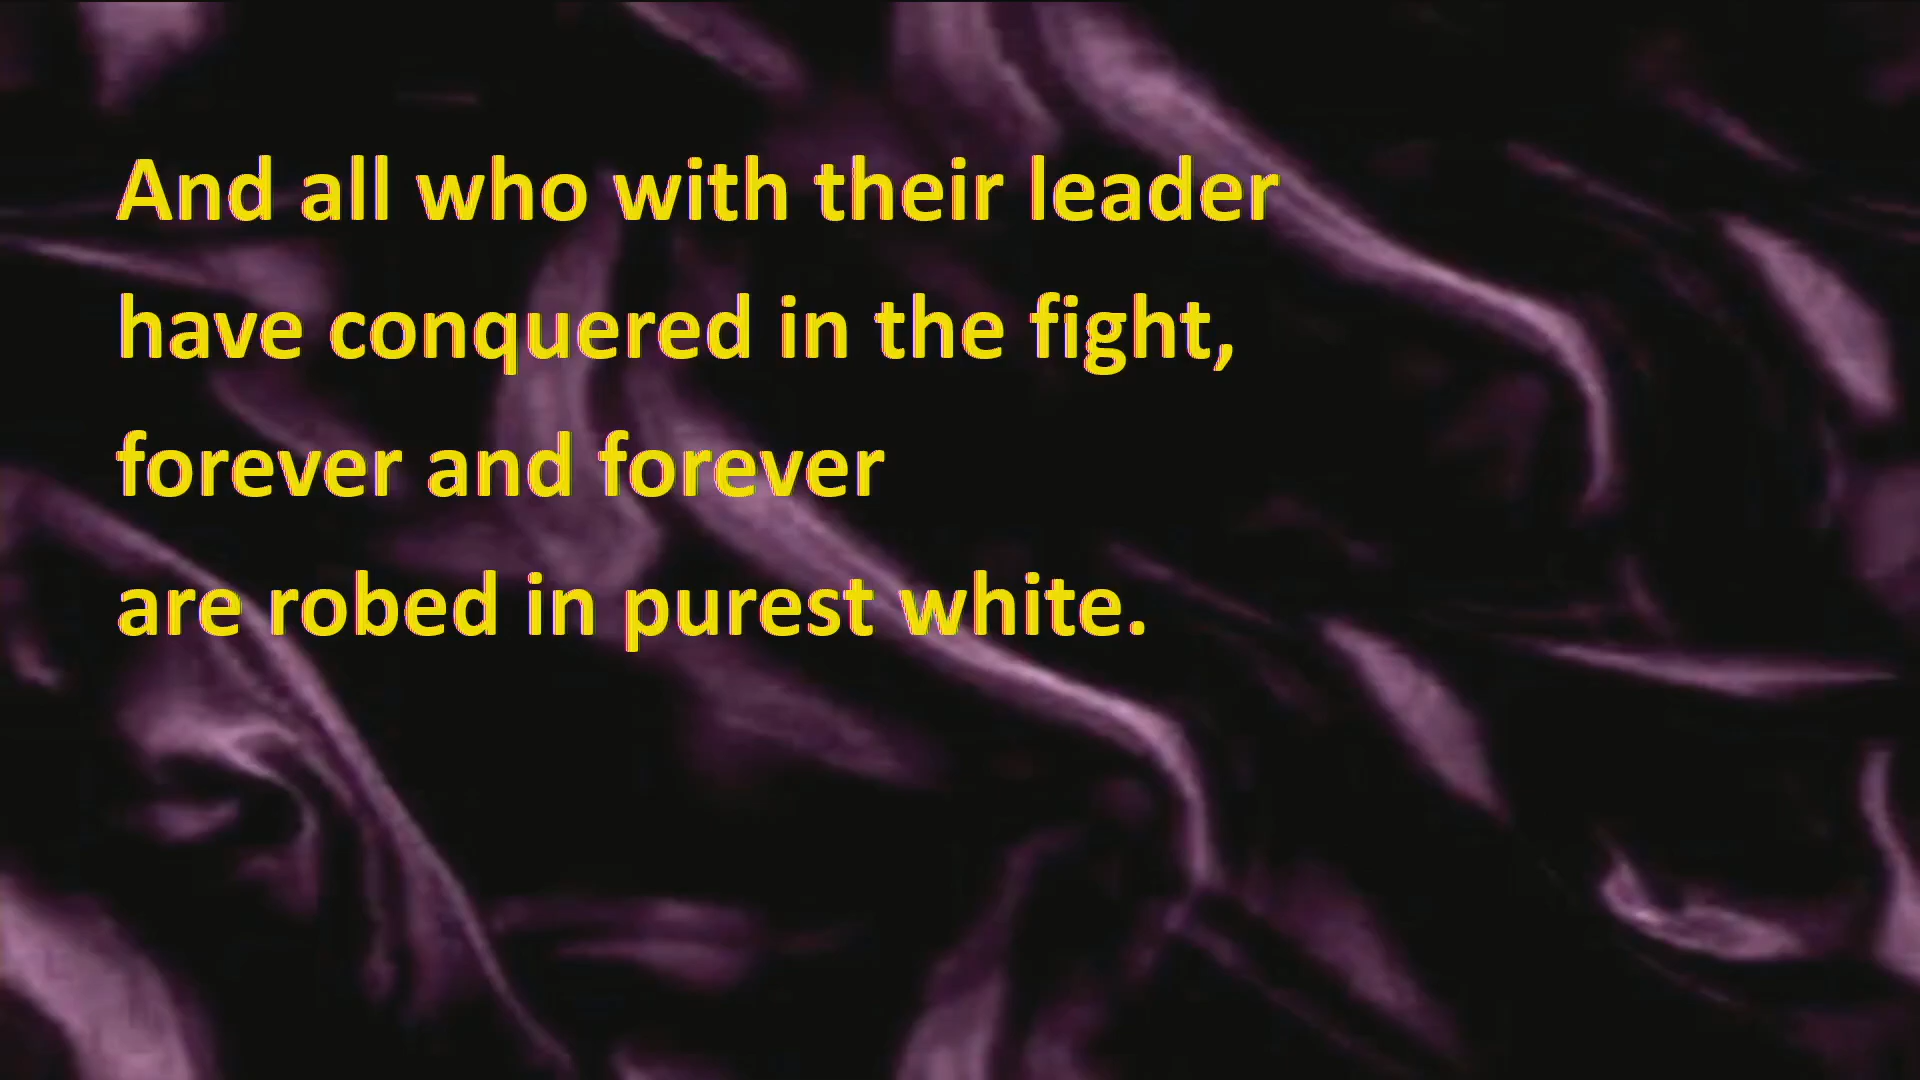 And all who with their leader
have conquered in the fight,
forever and forever
are robed in purest white.